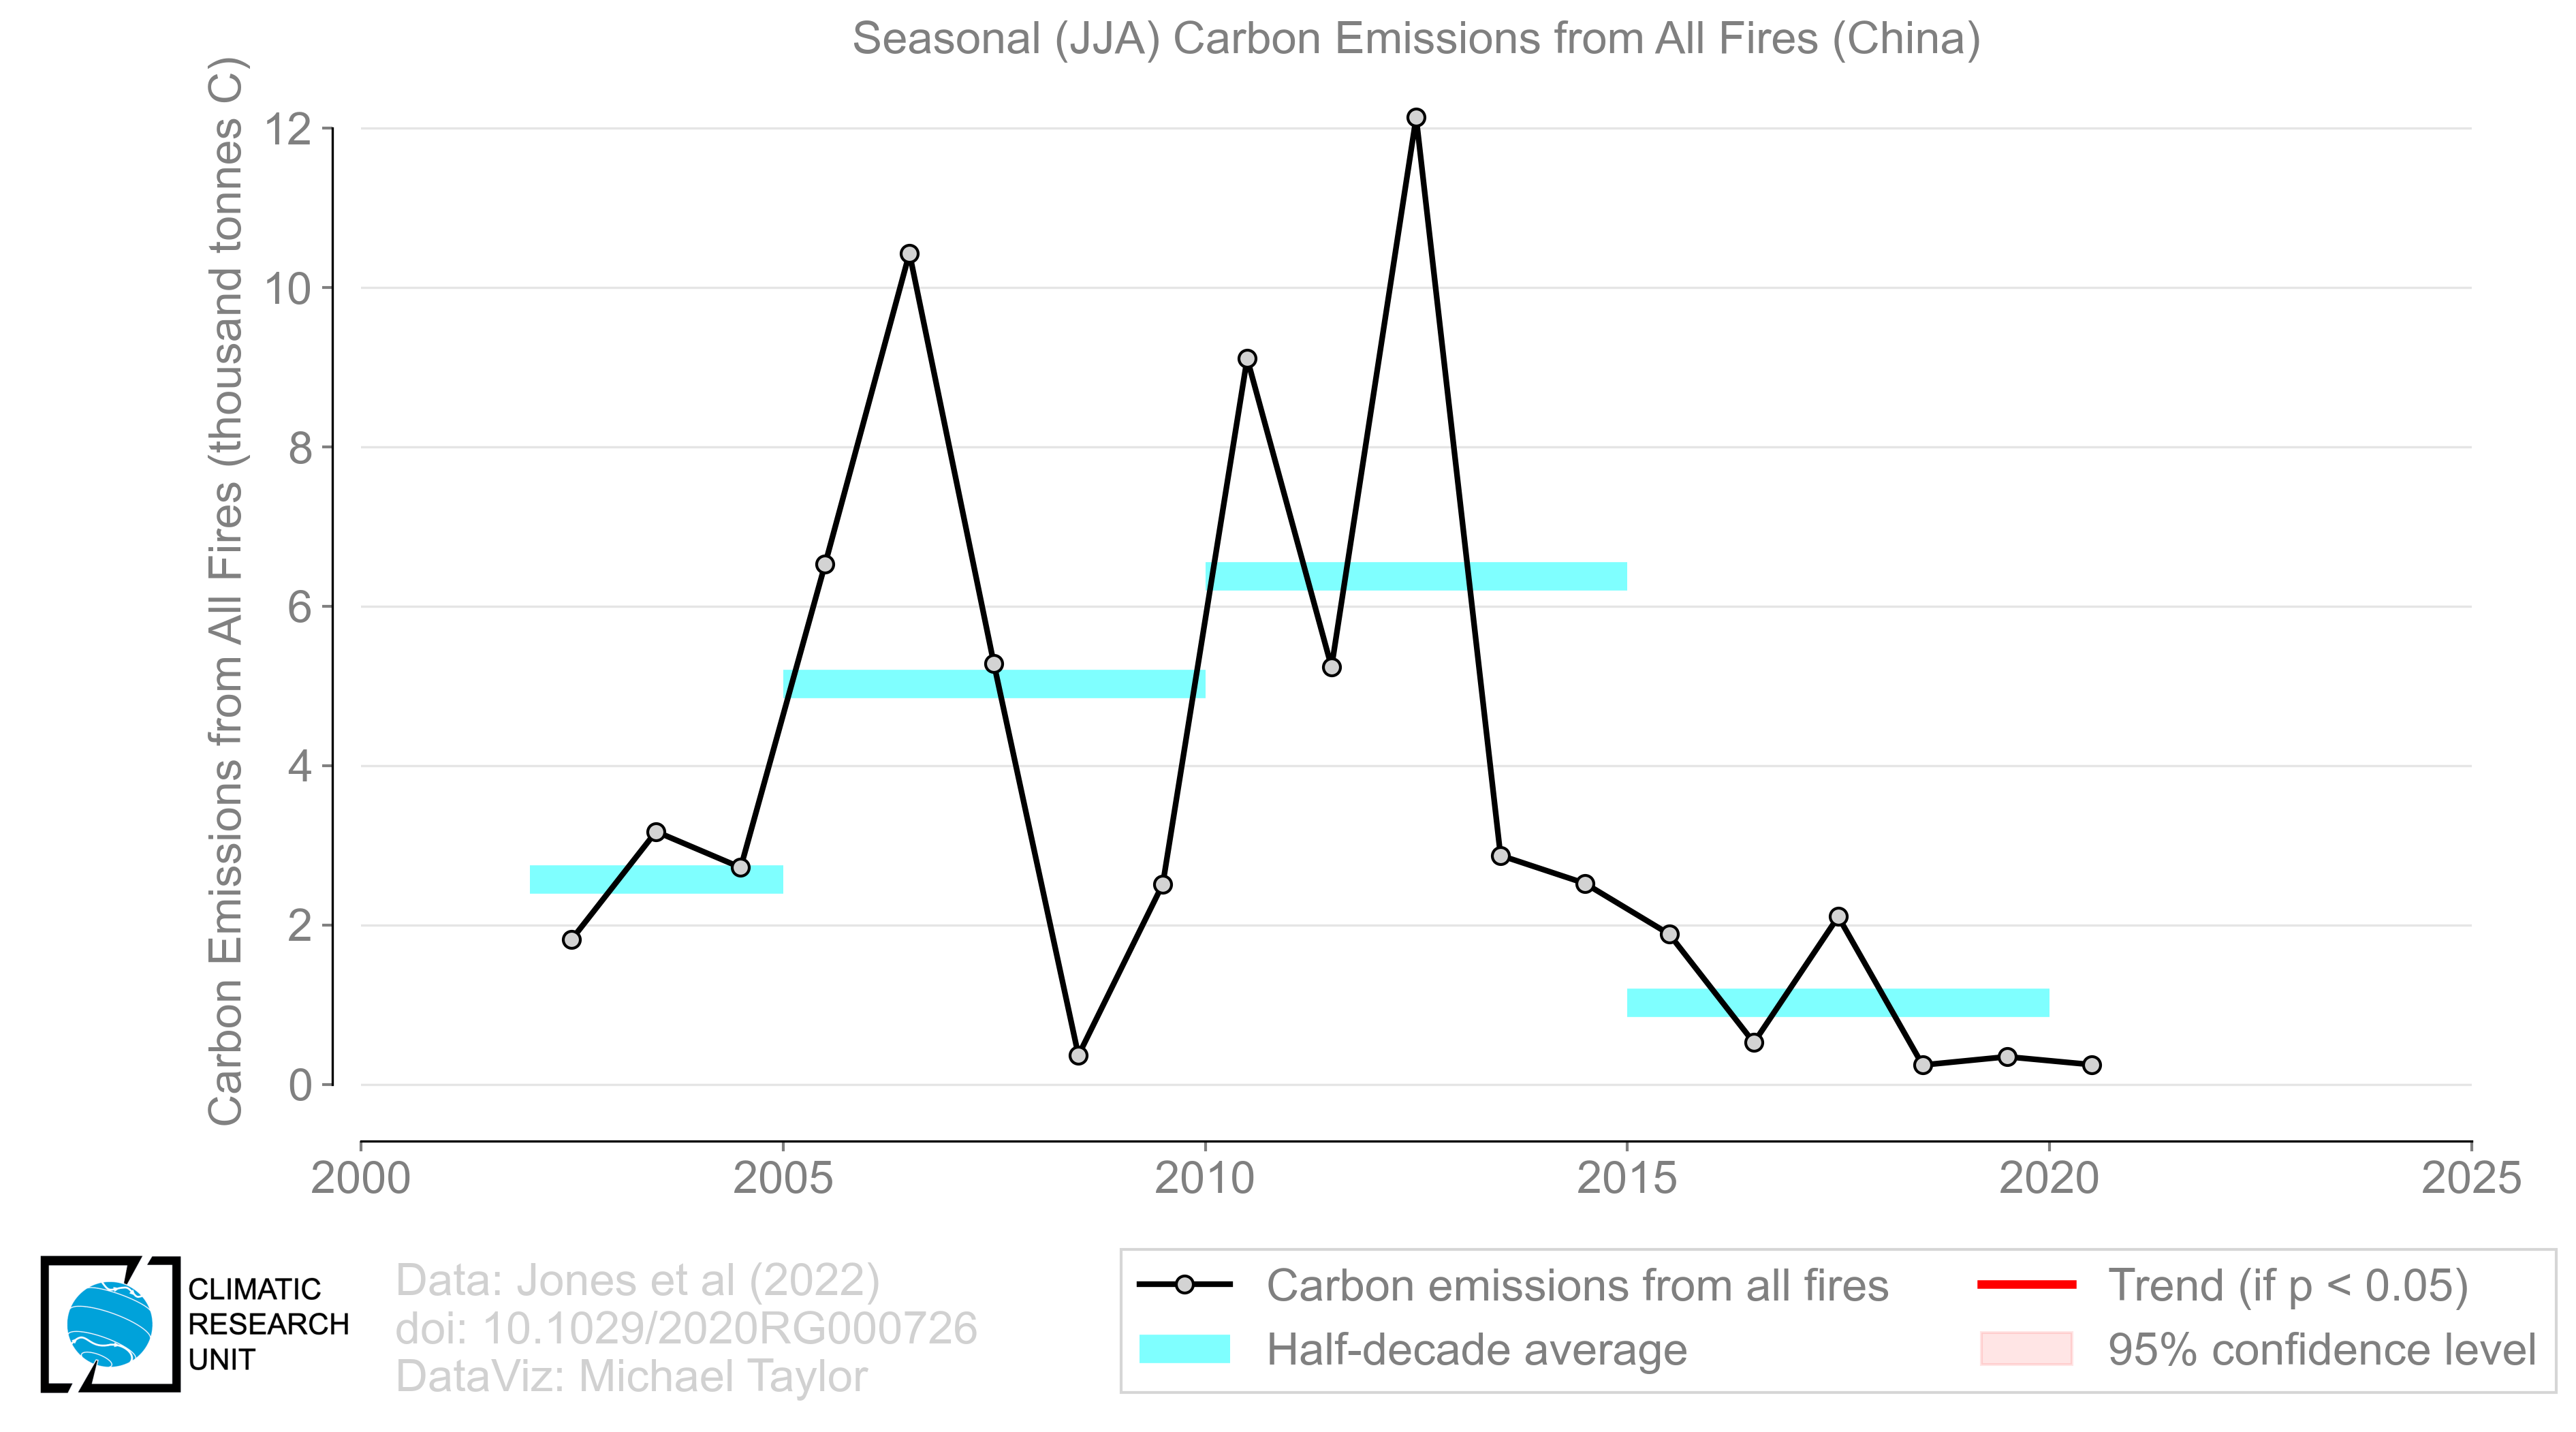 Seasonal (JJA) Carbon Emissions from All Fires (China)
Carbon Emissions from All Fires (thousand tonnes C)
12
10
8
6
4
2
0
2000
2005
2010
2015
2020
2025
CLIMATIC
RESEARCH
UNIT
Data: Jones et al (2022)
doi: 10.1029/2020RG000726
DataViz: Michael Taylor
Carbon emissions from all fires
Half-decade average
Trend (if p < 0.05)
95% confidence level